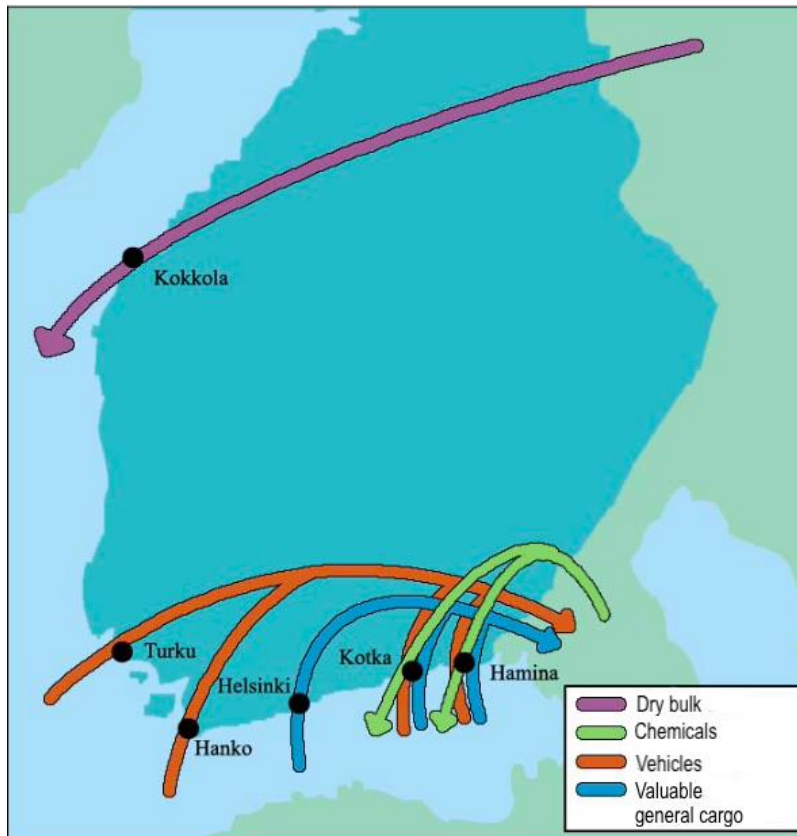 Kokkola
Turku
Helsinki
Kotka
Hamina
Hanko
Dry bulk
Chemicals
Vehicles
Valuable
general cargo